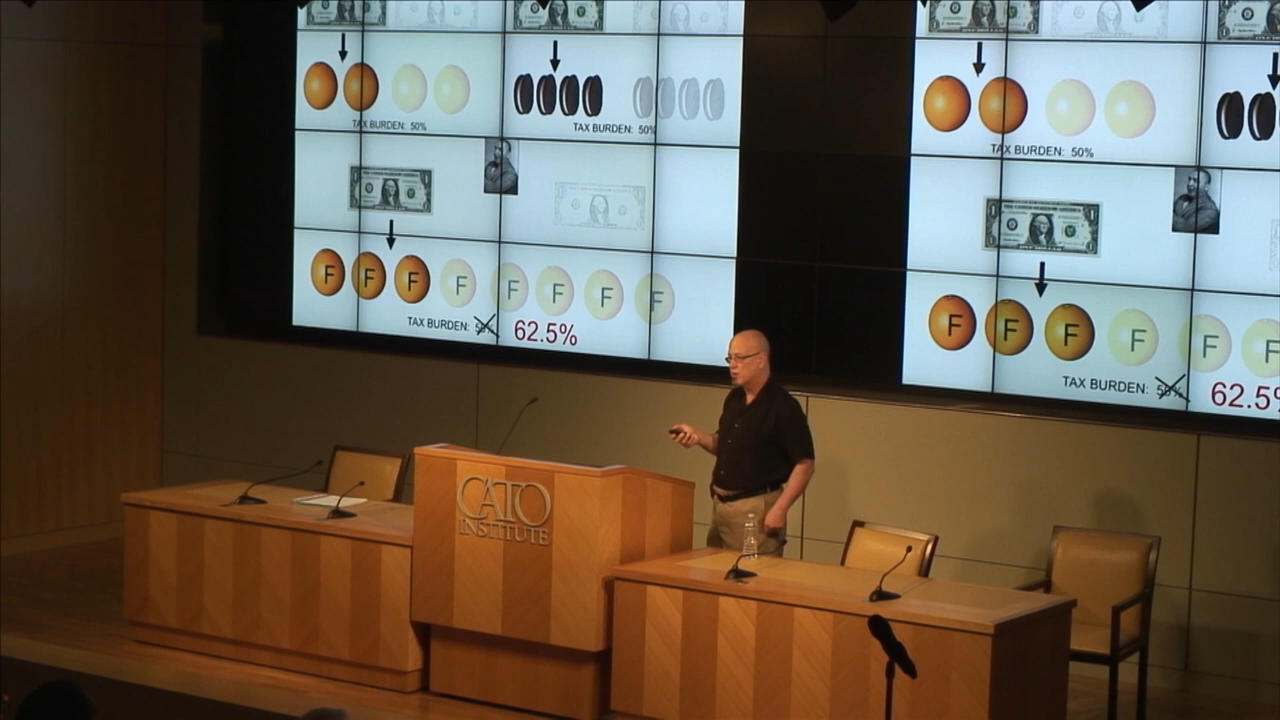 TAX BURDEN: 50%
TAX BURDEN: 50%
F F F F F F F F
TAX BURDEN: 50% 62.5%
TAX BURDEN: 50%
F F F F F F
TAX BURDEN: 50% 62.5%
CATO
INSTITUTE